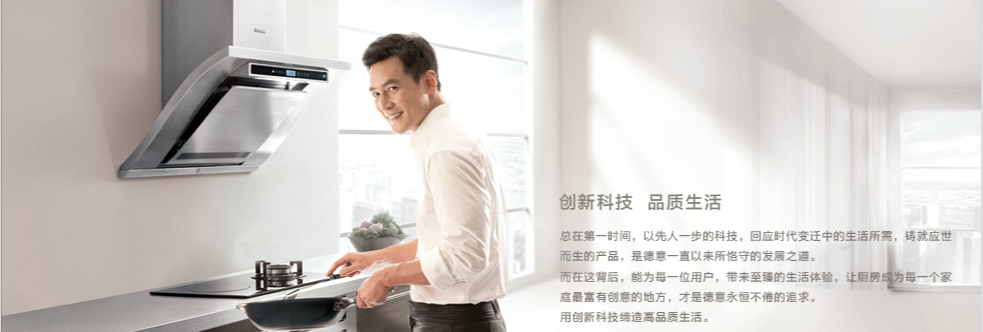 创新科技 品质生活
总在第一时间，以先人一步的科技，回应时代变迁中的生活所需，铸就应世
而生的产品，是德意一直以来所恪守的发展之道。
而在这背后，能为每一位用户，带来至臻的生活体验，让厨房成为每一个家
庭最富有创意的地方，才是德意永恒不倦的追求。
用创新科技缔造高品质生活。